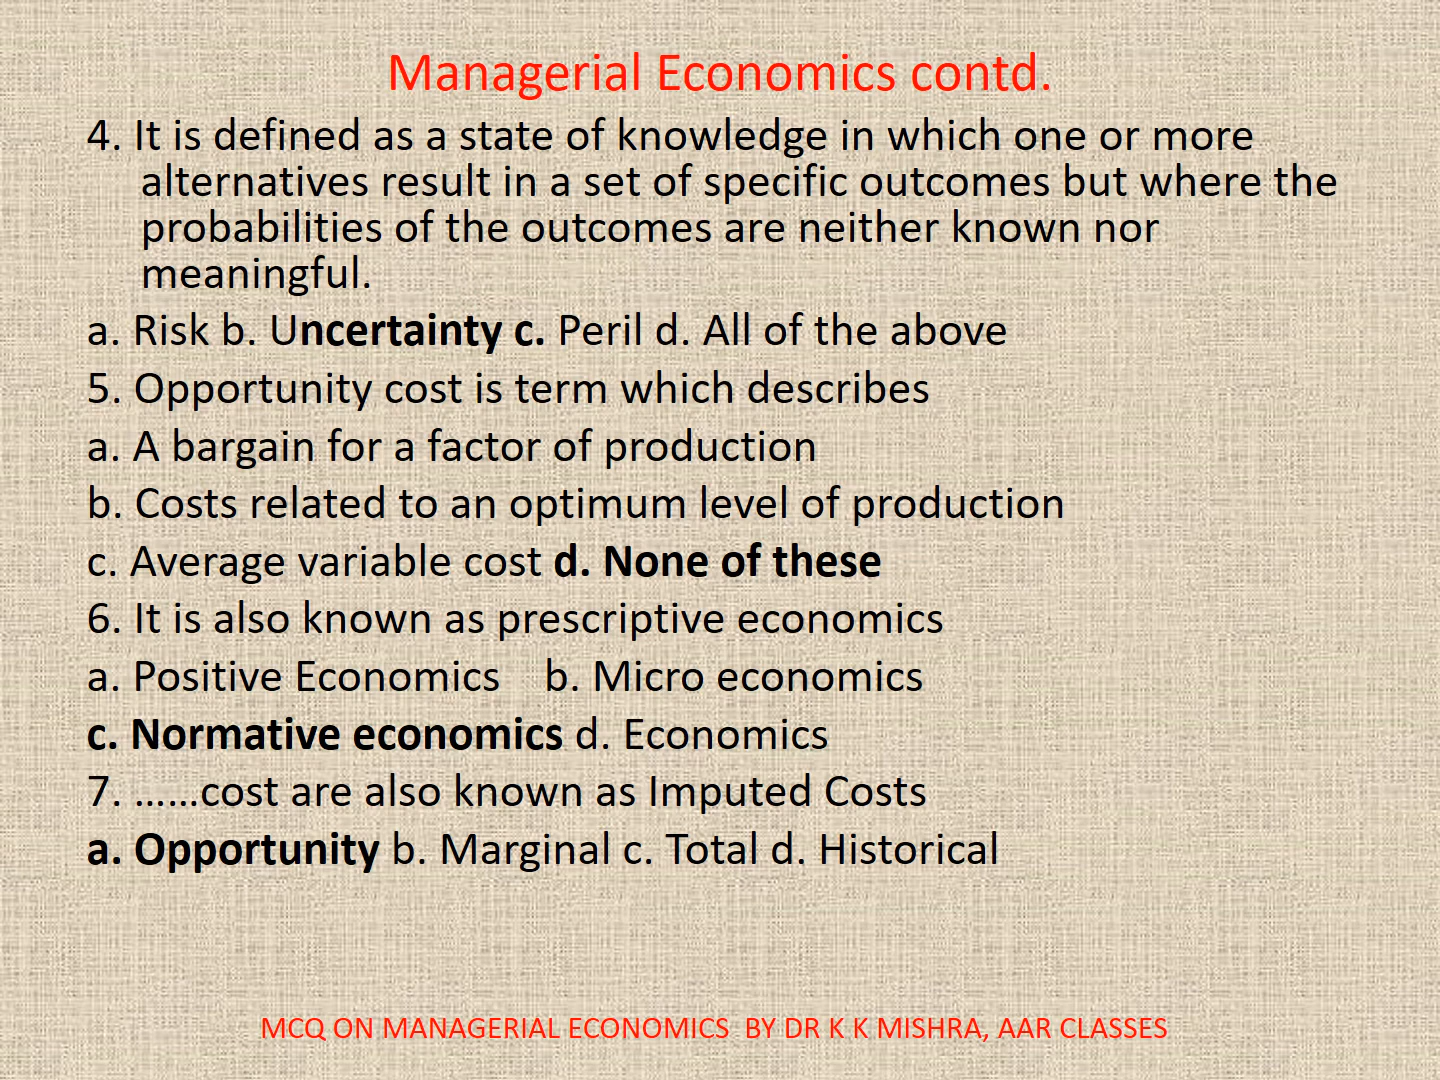 Managerial Economics contd.
4. It is defined as a state of knowledge in which one or more
alternatives result in a set of specific outcomes but where the
probabilities of the outcomes are neither known nor
meaningful.
a. Risk b. Uncertainty c. Peril d. All of the above
5. Opportunity cost is term which describes
a. A bargain for a factor of production
b. Costs related to an optimum level of production
c. Average variable cost d. None of these
6. It is also known as prescriptive economics
a. Positive Economics b. Micro economics
c. Normative economics d. Economics
7. ……cost are also known as Imputed Costs
a. Opportunity b. Marginal c. Total d. Historical
MCQ ON MANAGERIAL ECONOMICS BY DR K K MISHRA, AAR CLASSES